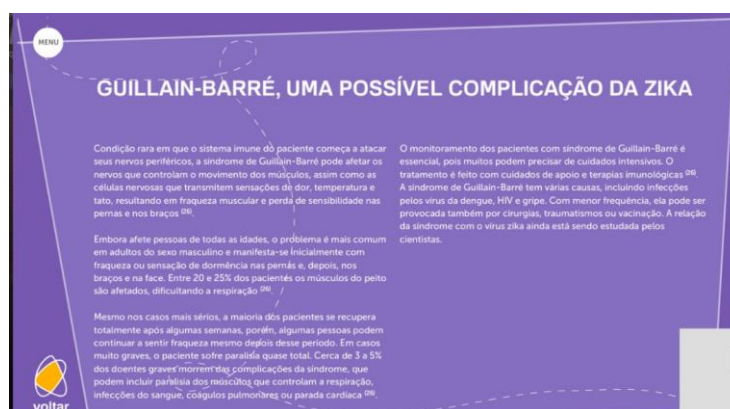 MENU
GUILLAIN-BARRÉ, UMA POSSÍVEL COMPLICAÇÃO DA ZIKA
Condição rara em que o sistema imune do paciente começa a atacar
seus nervos periféricos, a síndrome de Guillain-Barré pode afetar os
nervos que controlam o movimento dos músculos, assim como as
células nervosas que transmitem sensações de dor, temperatura e
tato, resultando em fraqueza muscular e perda de sensibilidade nas
pernas e nos braços (26).
Embora afete pessoas de todas as idades, o problema é mais comum
em adultos do sexo masculino e manifesta-se inicialmente com
fraqueza ou sensação de dormência nas pernas e, depois, nos
braços e na face. Entre 20 e 25% dos pacientes os músculos do peito
são afetados, dificultando a respiração (26).
Mesmo nos casos mais sérios, a maioria dos pacientes se recupera
totalmente após algumas semanas, porém, algumas pessoas podem
continuar a sentir fraqueza mesmo depois desse período. Em casos
muito graves, o paciente sofre paralisia quase total. Cerca de 3 a 5%
dos doentes graves morrem das complicações da síndrome, que
podem incluir paralisia dos músculos que controlam a respiração,
infecções do sangue, coágulos pulmonares ou parada cardíaca (26).
O monitoramento dos pacientes com síndrome de Guillain-Barré é
essencial, pois muitos podem precisar de cuidados intensivos. O
tratamento é feito com cuidados de apoio e terapias imunológicas (26).
A síndrome de Guillain-Barré tem várias causas, incluindo infecções
pelos vírus da dengue, HIV e gripe. Com menor frequência, ela pode ser
provocada também por cirurgias, traumatismos ou vacinação. A relação
da síndrome com o vírus zika ainda está sendo estudada pelos
cientistas.
voltar